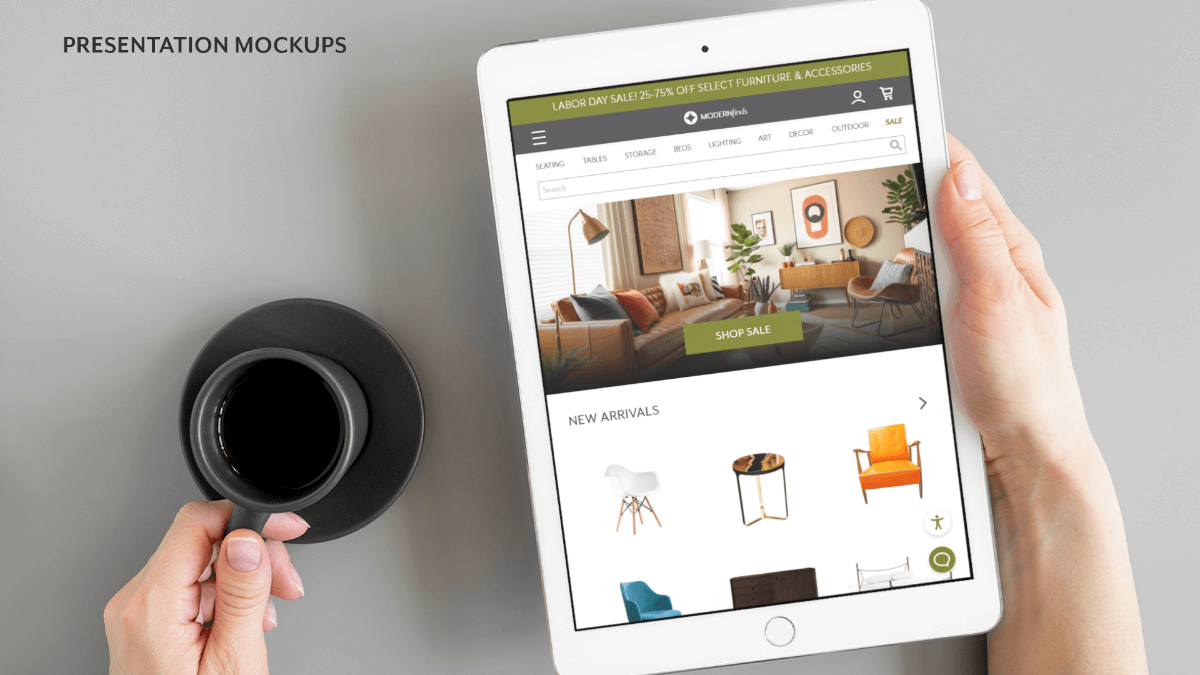 PRESENTATION MOCKUPS
LABOR DAY SALE! 25-75% OFF SELECT FURNITURE & ACCESSORIES
MODERNfinds
SEATING TABLES STORAGE BEDS LIGHTING ART DECOR OUTDOOR SALE
Search
SHOP SALE
NEW ARRIVALS